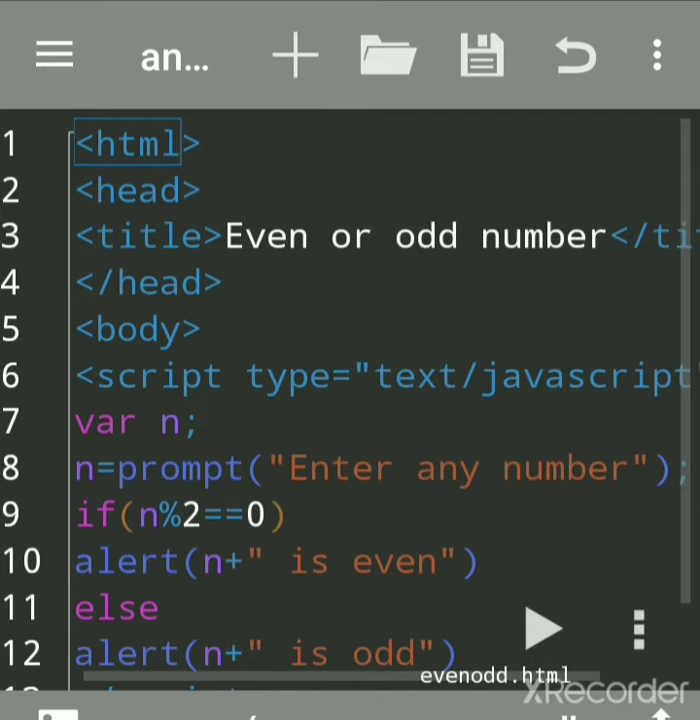 an...
1 <html>
2 <head>
3 <title>Even or odd number</ti
4 </head>
5 <body>
6 <script type="text/javascript"
7 var n;
8 n=prompt("Enter any number");
9 if(n%2==0)
10 alert(n+" is even")
11 else
12 alert(n+" is odd")
evenodd.html
XRecorder